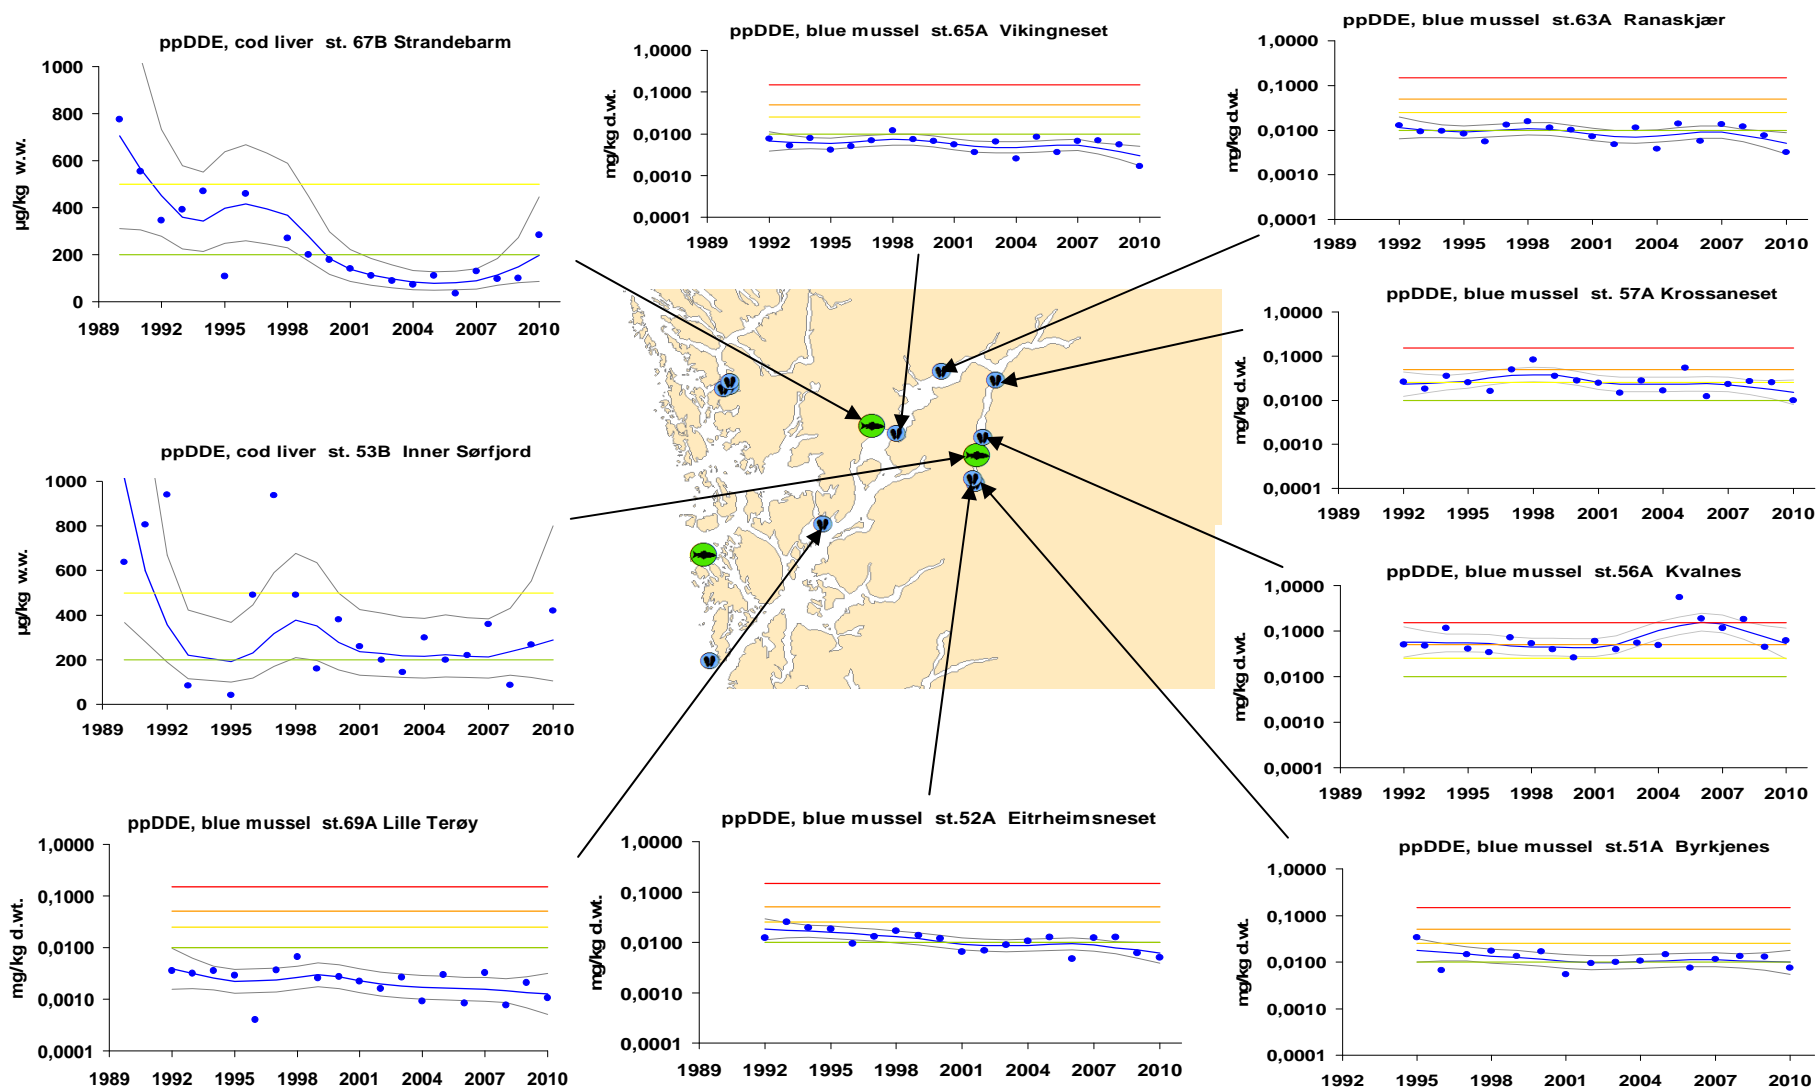 ppDDE, cod liver st. 67B Strandebarm
µg/kg w.w.
1000
800
600
400
200
0
1989 1992 1995 1998 2001 2004 2007 2010
ppDDE, blue mussel st.65A Vikingneset
mg/kg d.wt.
1,0000
0,1000
0,0100
0,0010
0,0001
1989 1992 1995 1998 2001 2004 2007 2010
ppDDE, blue mussel st.63A Ranaskjær
mg/kg d.wt.
1,0000
0,1000
0,0100
0,0010
0,0001
1989 1992 1995 1998 2001 2004 2007 2010
ppDDE, blue mussel st. 57A Krossaneset
mg/kg d.wt.
1,0000
0,1000
0,0100
0,0010
0,0001
1989 1992 1995 1998 2001 2004 2007 2010
ppDDE, cod liver st. 53B Inner Sørfjord
µg/kg w.w.
1000
800
600
400
200
0
1989 1992 1995 1998 2001 2004 2007 2010
ppDDE, blue mussel st.56A Kvalnes
mg/kg d.wt.
1,0000
0,1000
0,0100
0,0010
0,0001
1989 1992 1995 1998 2001 2004 2007 2010
ppDDE, blue mussel st.69A Lille Terøy
mg/kg d.wt.
1,0000
0,1000
0,0100
0,0010
0,0001
1989 1992 1995 1998 2001 2004 2007 2010
ppDDE, blue mussel st.52A Eitrheimsneset
mg/kg d.wt.
1,0000
0,1000
0,0100
0,0010
0,0001
1989 1992 1995 1998 2001 2004 2007 2010
ppDDE, blue mussel st.51A Byrkjenes
mg/kg d.wt.
1,0000
0,1000
0,0100
0,0010
0,0001
1992 1995 1998 2001 2004 2007 2010